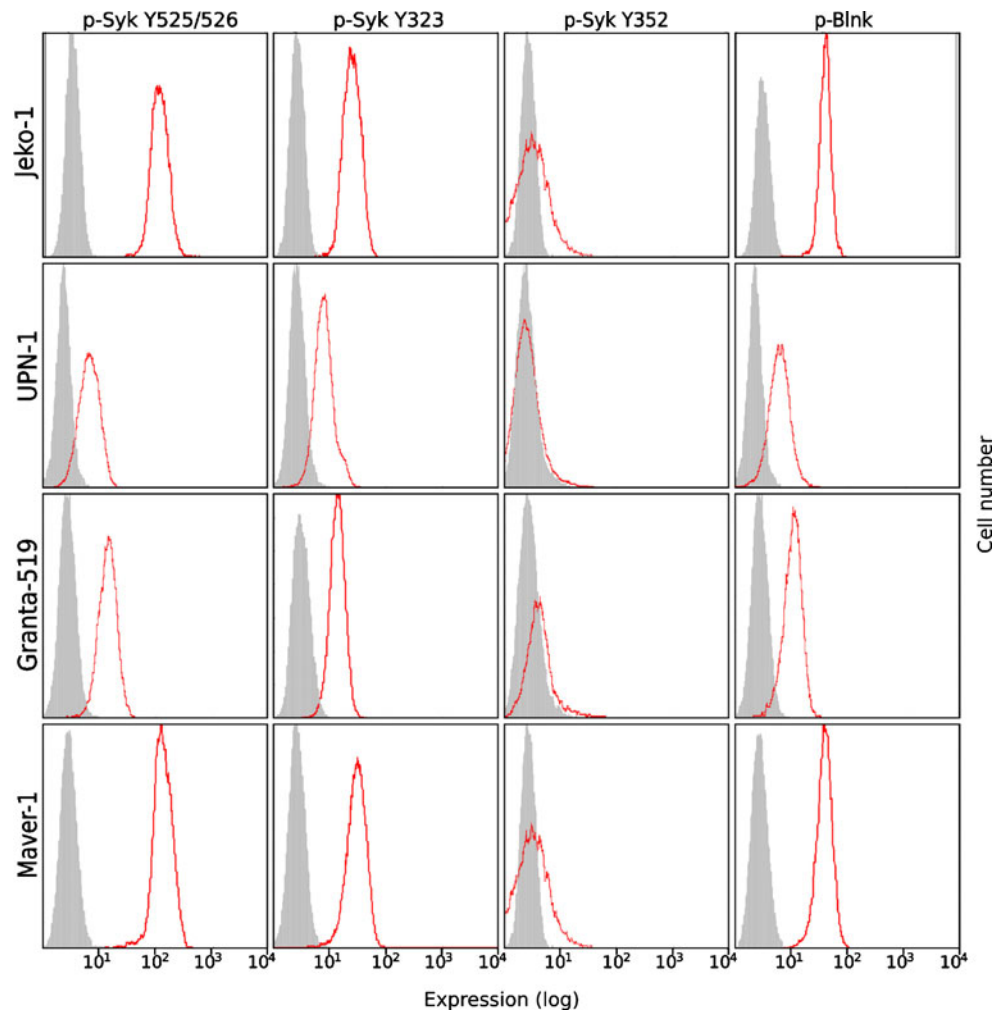 p-Syk Y525/526 p-Syk Y323 p-Syk Y352 p-Blnk
Jeko-1
UPN-1
Granta-519
Maver-1
Cell number
10¹ 10² 10³ 10⁴ 10¹ 10² 10³ 10⁴ 10¹ 10² 10³ 10⁴ 10¹ 10² 10³ 10⁴
Expression (log)